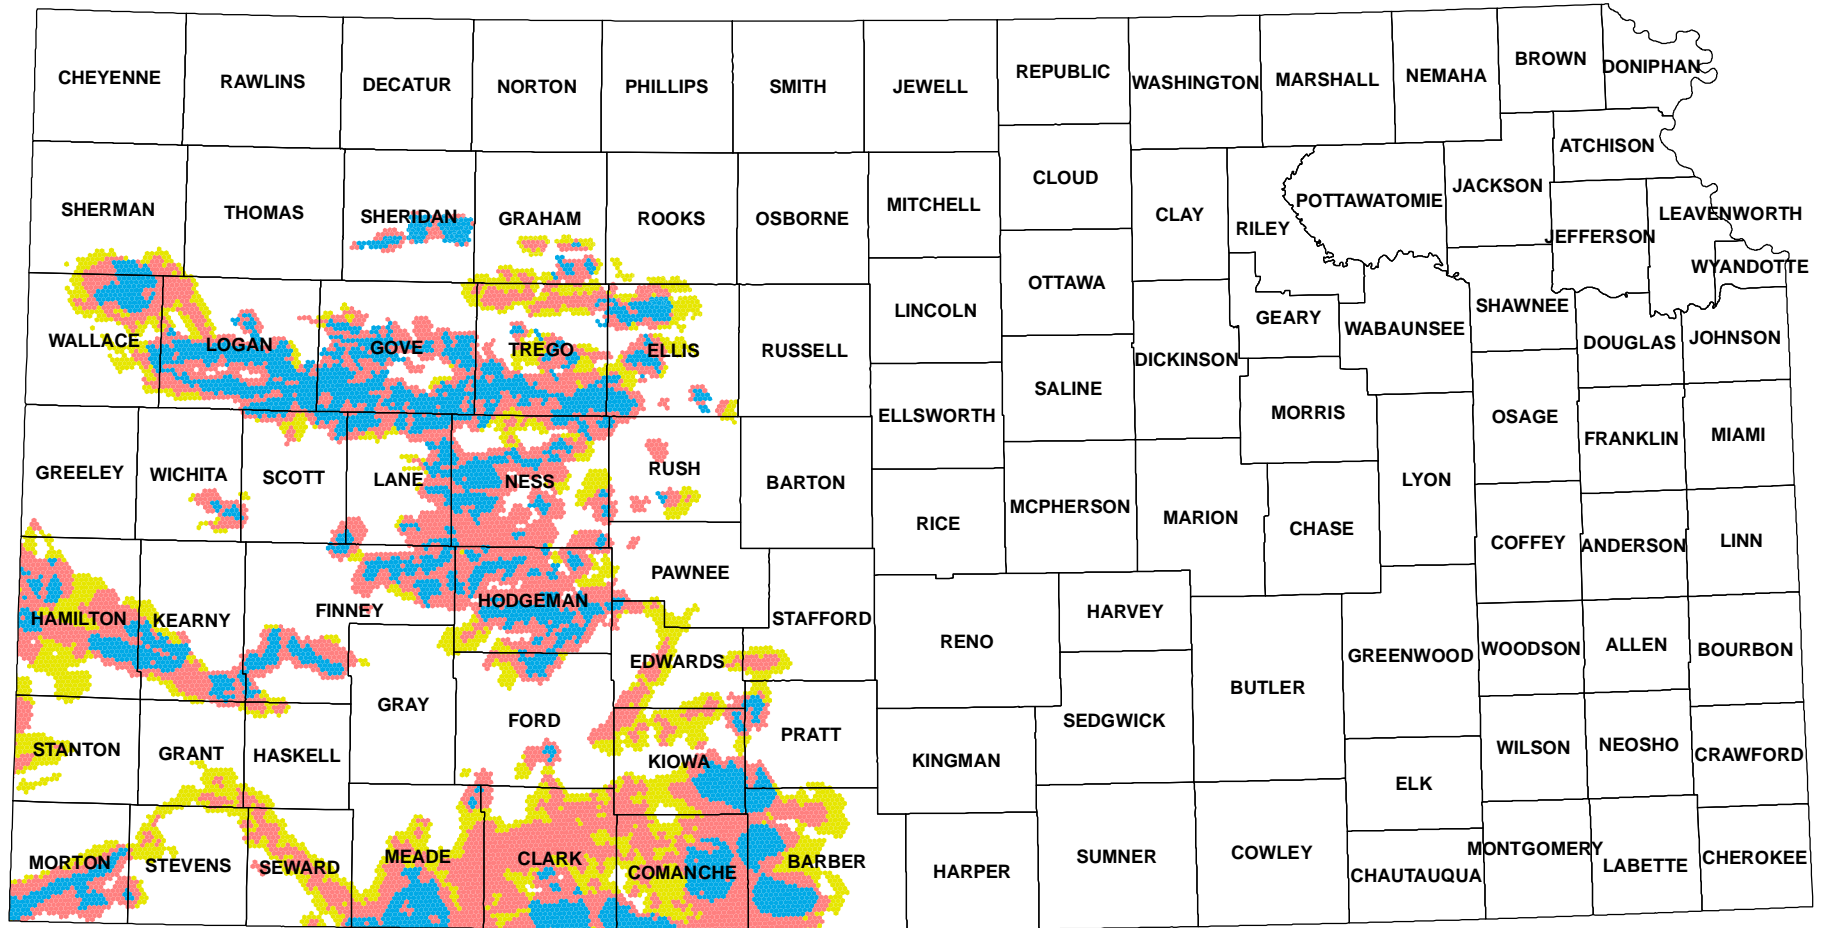 CHEYENNE
RAWLINS
DECATUR
NORTON
PHILLIPS
SMITH
JEWELL
REPUBLIC
WASHINGTON
MARSHALL
NEMAHA
BROWN
DONIPHAN
ATCHISON
SHERMAN
THOMAS
SHERIDAN
GRAHAM
ROOKS
OSBORNE
MITCHELL
CLOUD
CLAY
RILEY
POTTAWATOMIE
JACKSON
JEFFERSON
LEAVENWORTH
WYANDOTTE
WALLACE
LOGAN
GOVE
TREGO
ELLIS
RUSSELL
LINCOLN
OTTAWA
DICKINSON
GEARY
WABAUNSEE
SHAWNEE
DOUGLAS
JOHNSON
SALINE
ELLSWORTH
MORRIS
OSAGE
FRANKLIN
MIAMI
GREELEY
WICHITA
SCOTT
LANE
NESS
RUSH
BARTON
RICE
MCPHERSON
MARION
CHASE
LYON
COFFEY
ANDERSON
LINN
HAMILTON
KEARNY
FINNEY
HODGEMAN
PAWNEE
STAFFORD
RENO
HARVEY
BUTLER
GREENWOOD
WOODSON
ALLEN
BOURBON
EDWARDS
GRAY
FORD
KIOWA
PRATT
KINGMAN
SEDGWICK
ELK
WILSON
NEOSHO
CRAWFORD
STANTON
GRANT
HASKELL
MORTON
STEVENS
SEWARD
MEADE
CLARK
COMANCHE
BARBER
HARPER
SUMNER
COWLEY
CHAUTAUQUA
MONTGOMERY
LABETTE
CHEROKEE